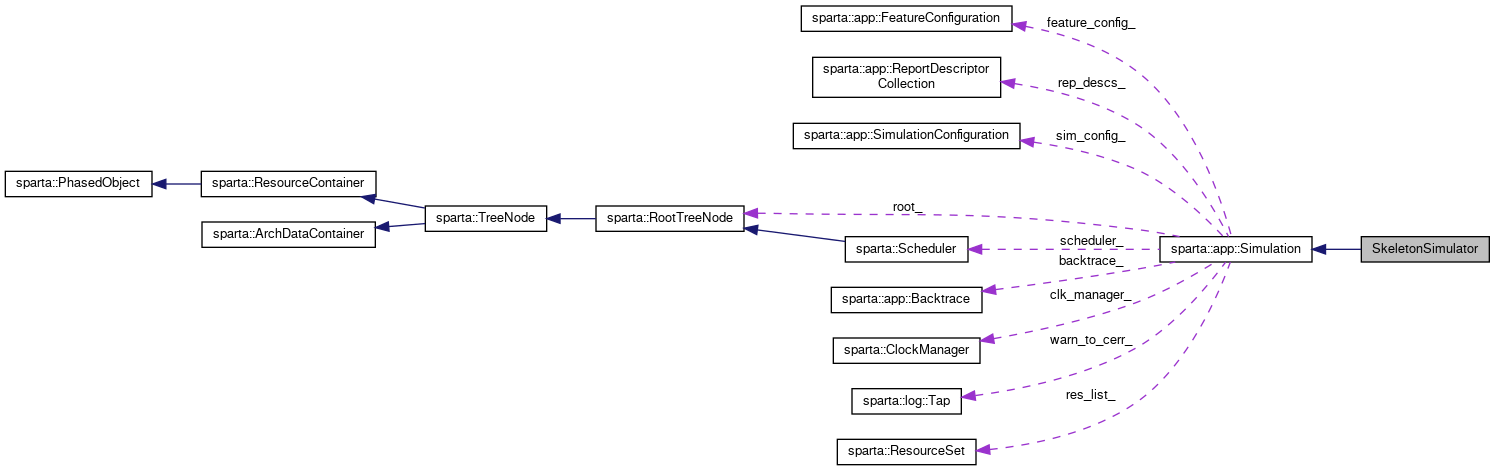 sparta::app::FeatureConfiguration
feature_config_
sparta::app::ReportDescriptor
Collection
rep_descs_
sparta::app::SimulationConfiguration
sim_config_
sparta::PhasedObject
sparta::ResourceContainer
sparta::ArchDataContainer
sparta::TreeNode
sparta::RootTreeNode
root_
sparta::Scheduler
scheduler_
sparta::app::Simulation
SkeletonSimulator
backtrace_
sparta::app::Backtrace
clk_manager_
sparta::ClockManager
warn_to_cerr_
sparta::log::Tap
res_list_
sparta::ResourceSet